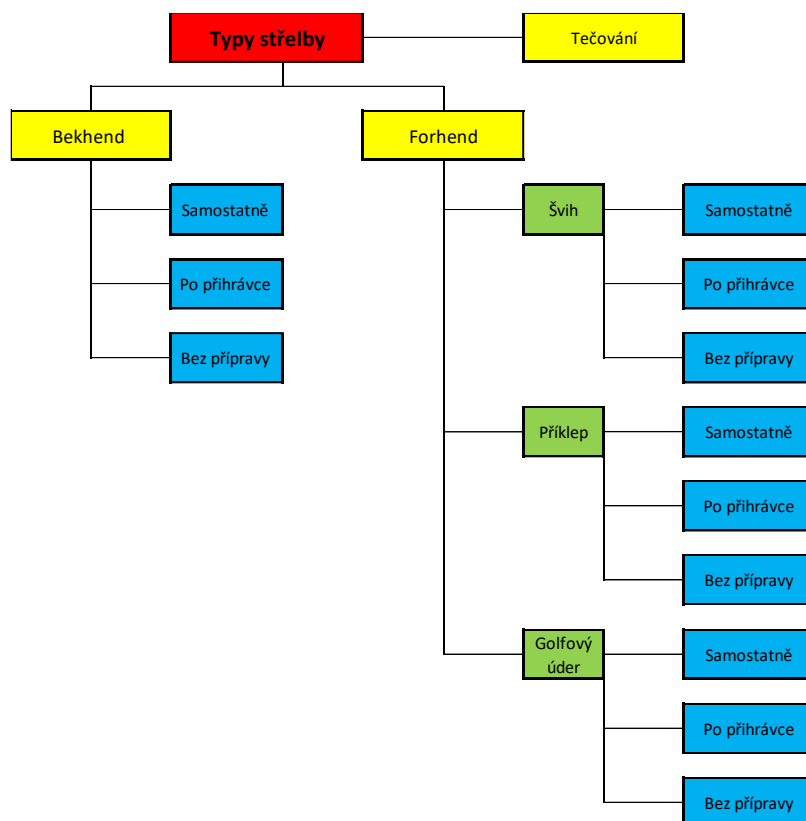 Typy střelby
Tečování
Bekhend
Forhend
Samostatně
Švih
Samostatně
Po přihrávce
Po přihrávce
Bez přípravy
Bez přípravy
Příklep
Samostatně
Po přihrávce
Bez přípravy
Golfový
úder
Samostatně
Po přihrávce
Bez přípravy